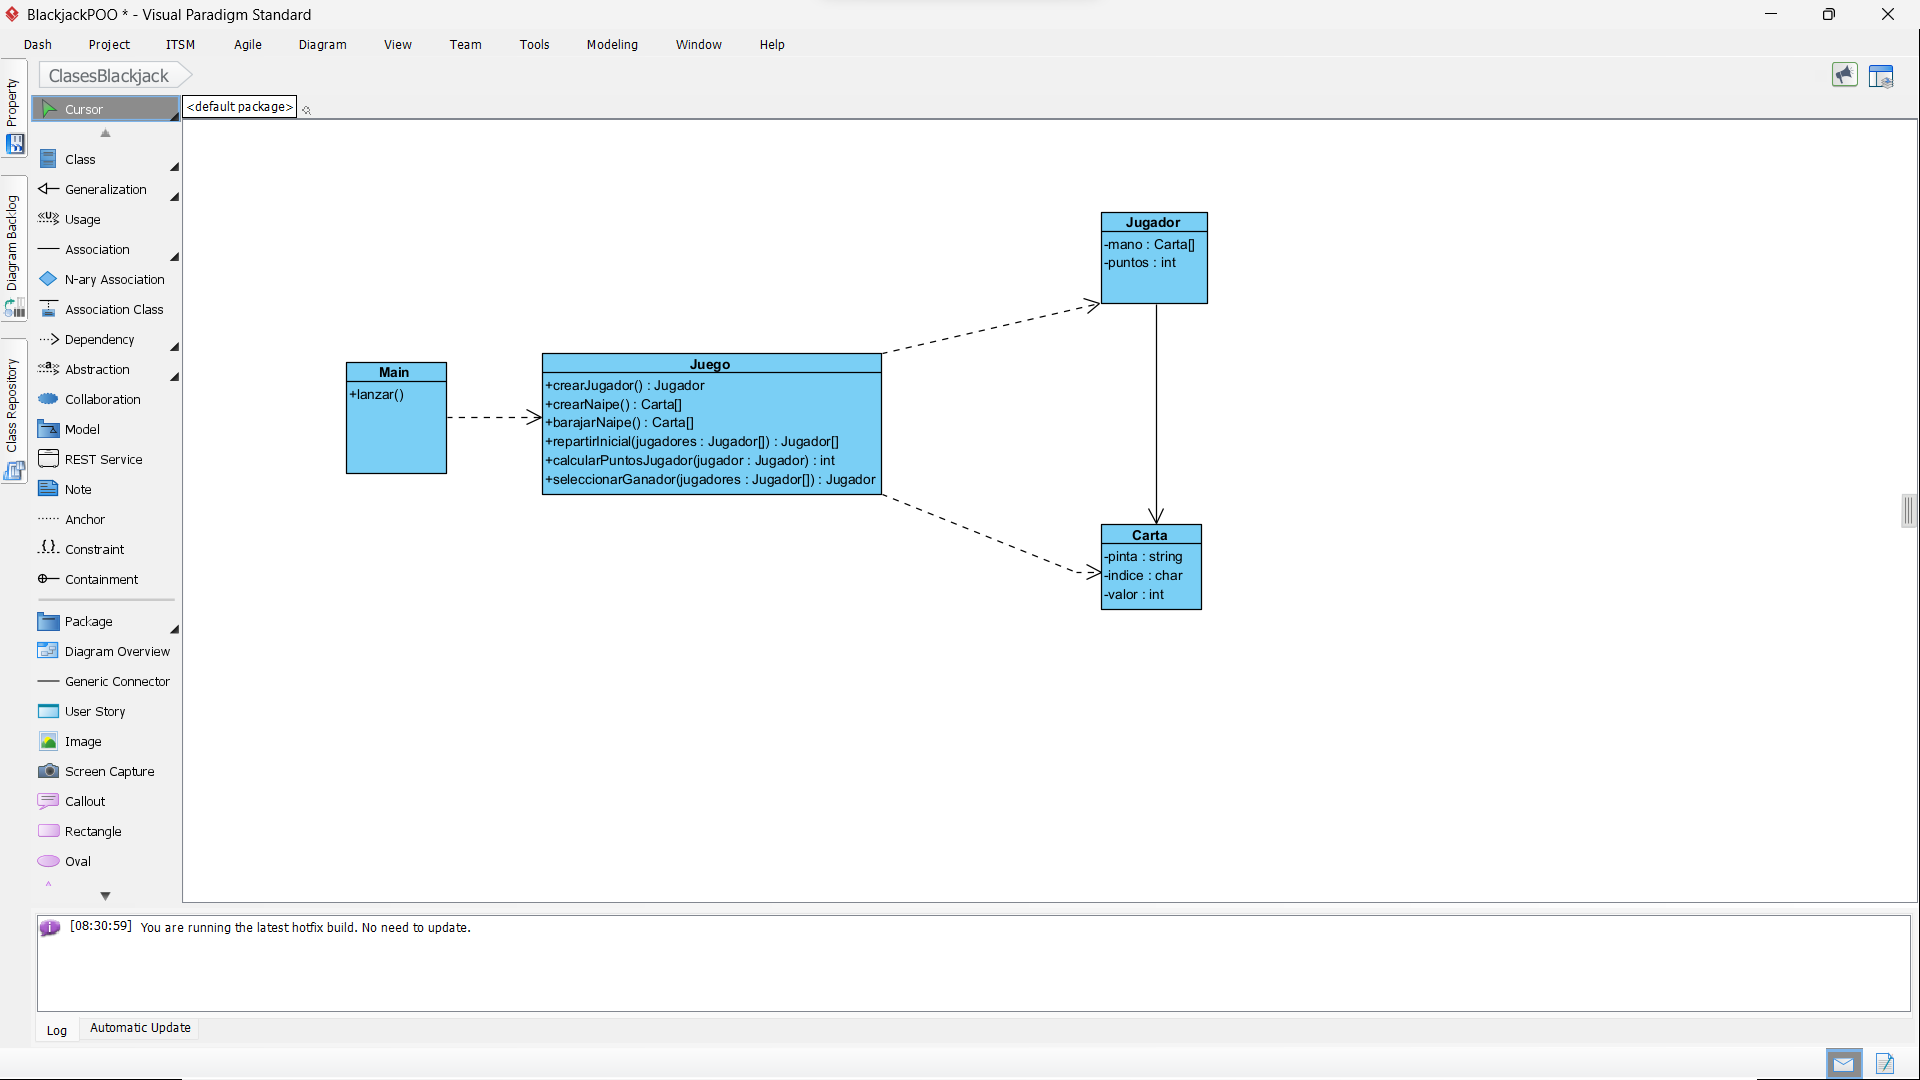 BlackjackPOO * - Visual Paradigm Standard
Dash Project ITSM Agile Diagram View Team Tools Modeling Window Help
ClasesBlackjack
Property
Diagram Backlog
Class Repository
<default package>
Cursor
Class
Generalization
Usage
Association
N-ary Association
Association Class
Dependency
Abstraction
Collaboration
Model
REST Service
Note
Anchor
Constraint
Containment
Package
Diagram Overview
Generic Connector
User Story
Image
Screen Capture
Callout
Rectangle
Oval
Jugador
-mano : Carta[]
-puntos : int
Main
+lanzar()
Juego
+crearJugador() : Jugador
+crearNaipe() : Carta[]
+barajarNaipe() : Carta[]
+repartirInicial(jugadores : Jugador[]) : Jugador[]
+calcularPuntosJugador(jugador : Jugador) : int
+seleccionarGanador(jugadores : Jugador[]) : Jugador
Carta
-pinta : string
-indice : char
-valor : int
[08:30:59] You are running the latest hotfix build. No need to update.
Log Automatic Update